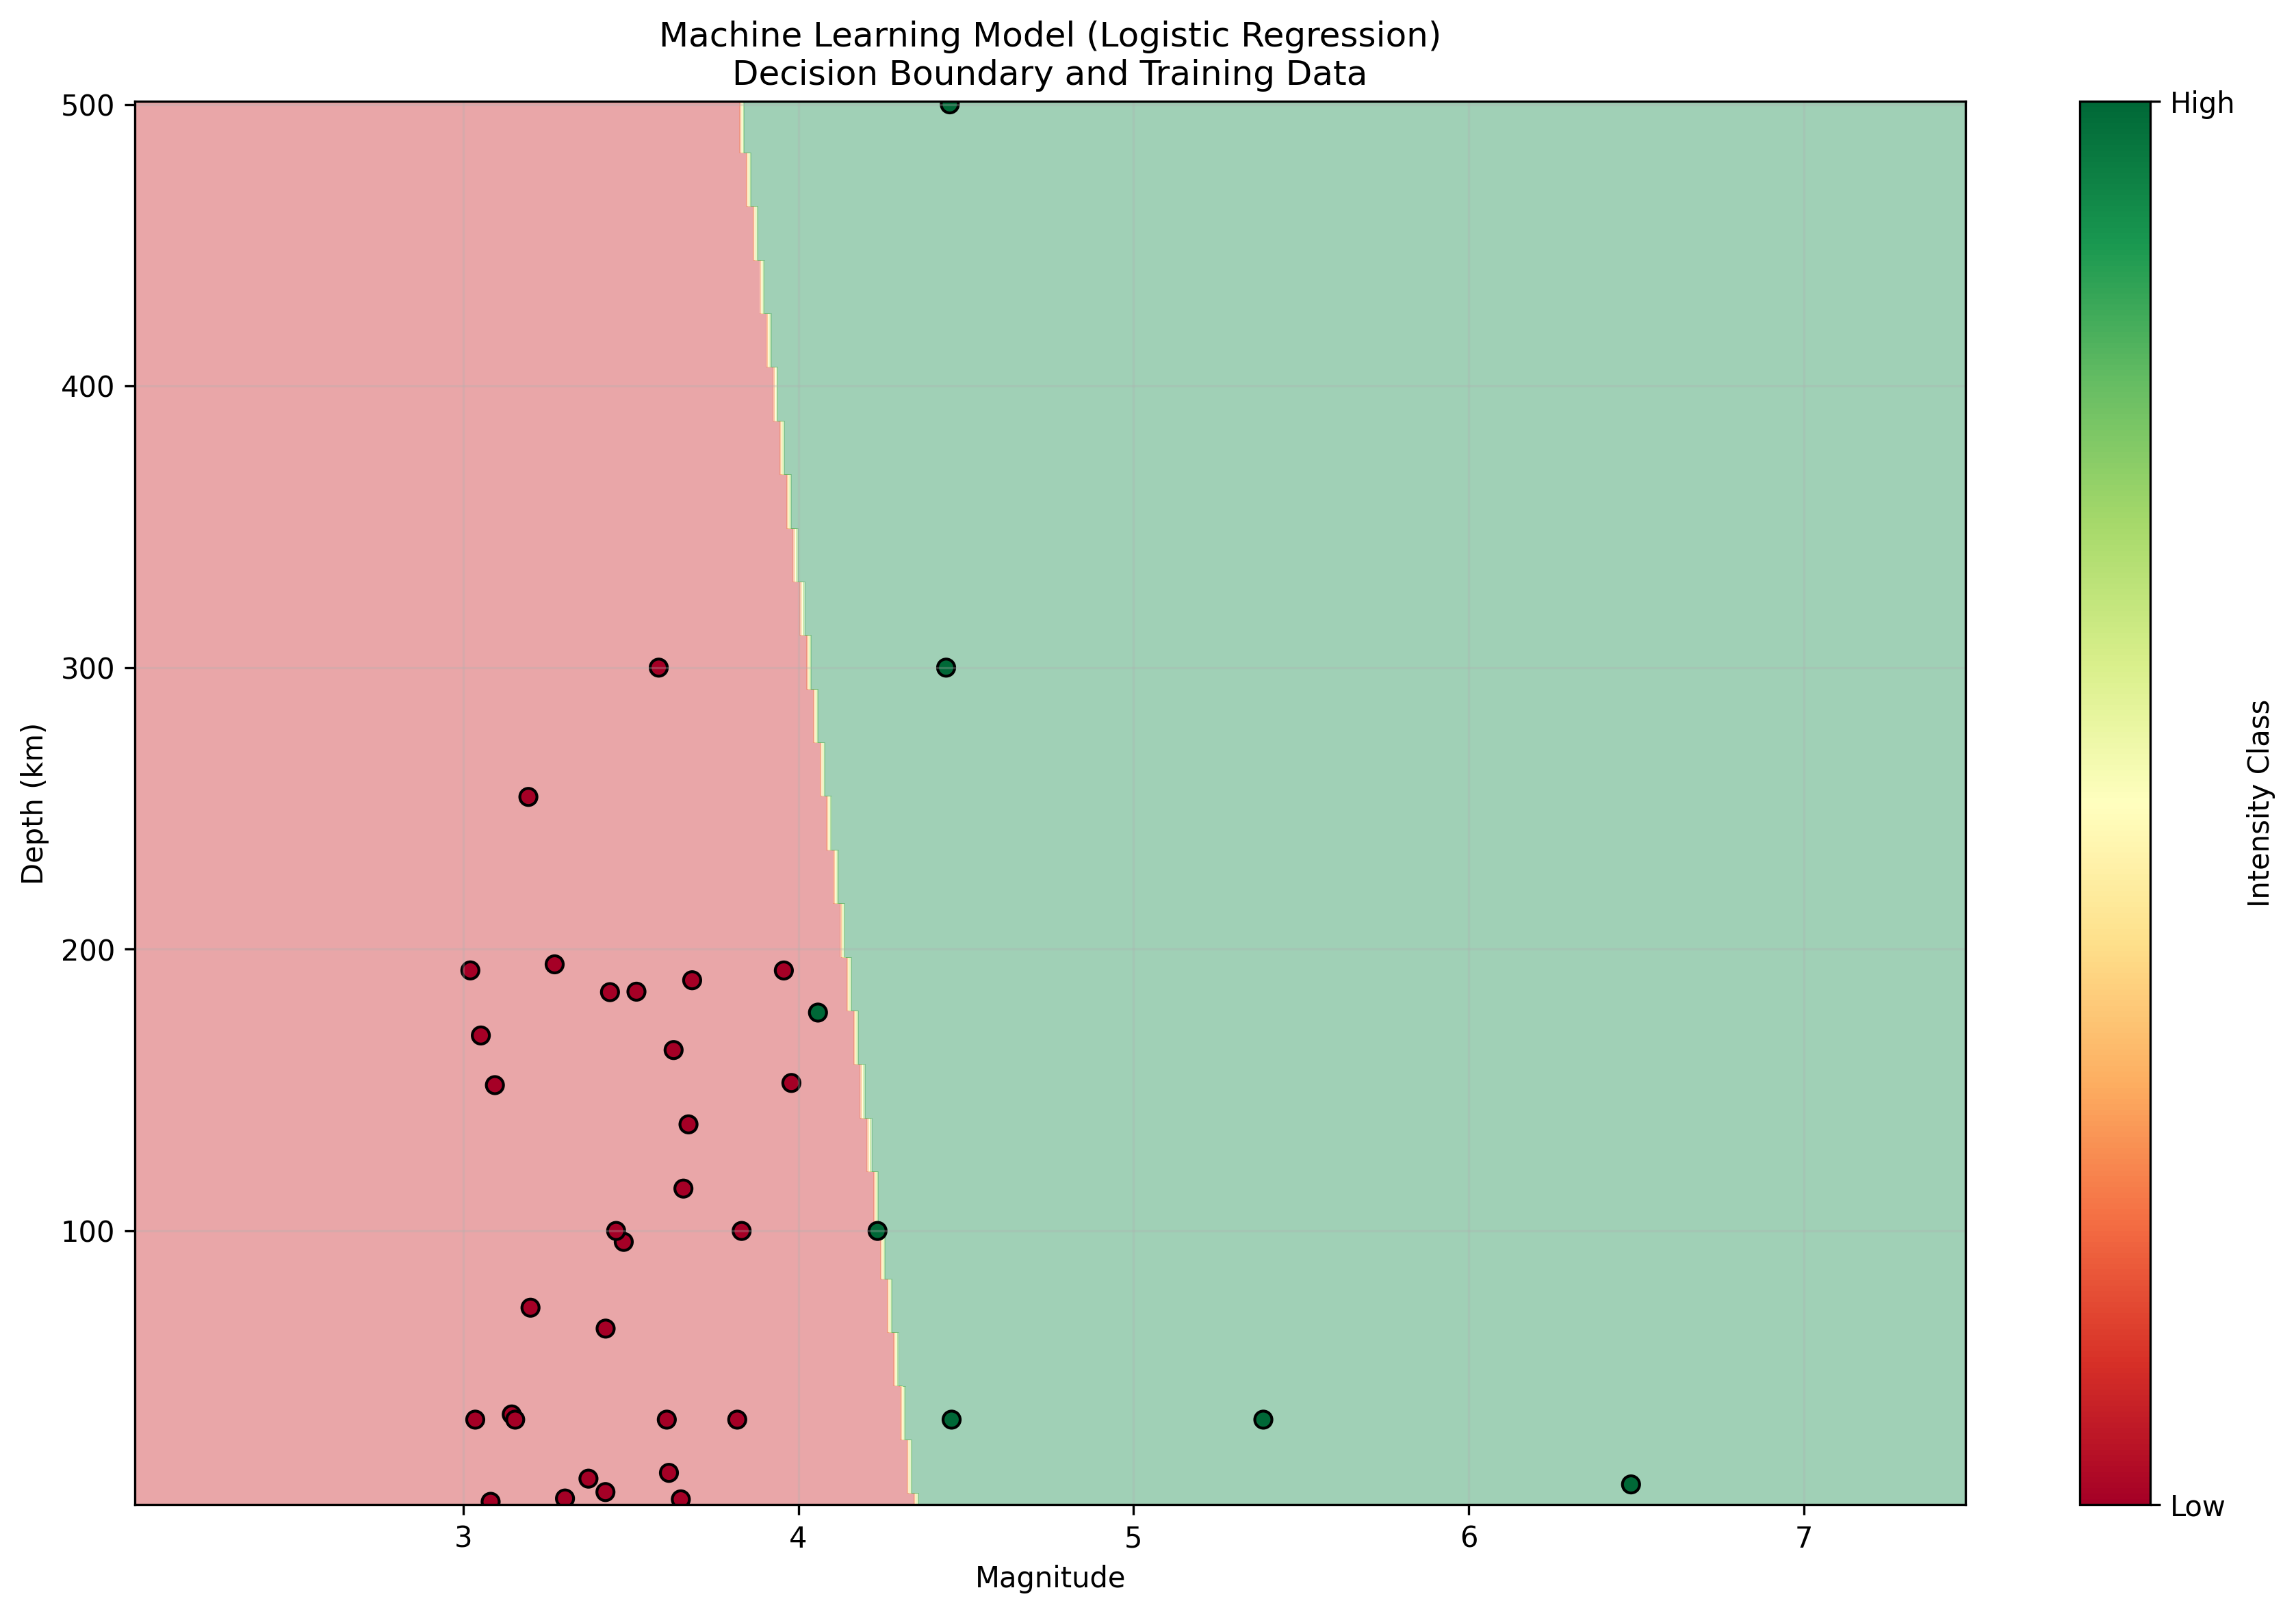 Machine Learning Model (Logistic Regression)
Decision Boundary and Training Data
500
400
300
200
100
Depth (km)
3
4
5
6
7
Magnitude
High
Low
Intensity Class